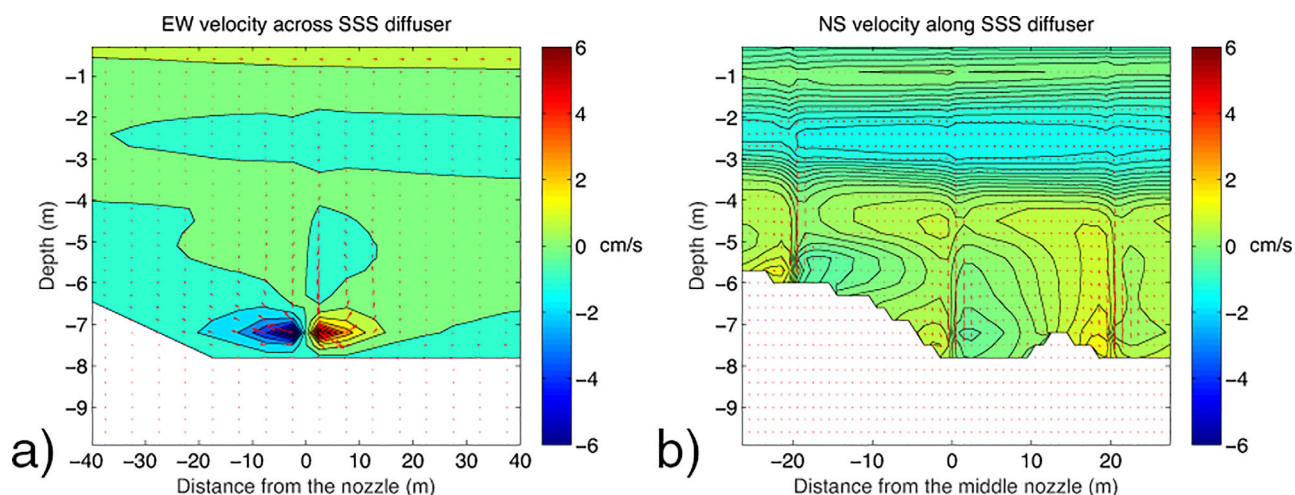 EW velocity across SSS diffuser
−1
−2
−3
−4
−5
−6
−7
−8
−9
Depth (m)
−40 −30 −20 −10 0 10 20 30 40
Distance from the nozzle (m)
6
4
2
0 cm/s
−2
−4
−6
a)
NS velocity along SSS diffuser
−1
−2
−3
−4
−5
−6
−7
−8
−9
Depth (m)
−20 −10 0 10 20
Distance from the middle nozzle (m)
6
4
2
0 cm/s
−2
−4
−6
b)